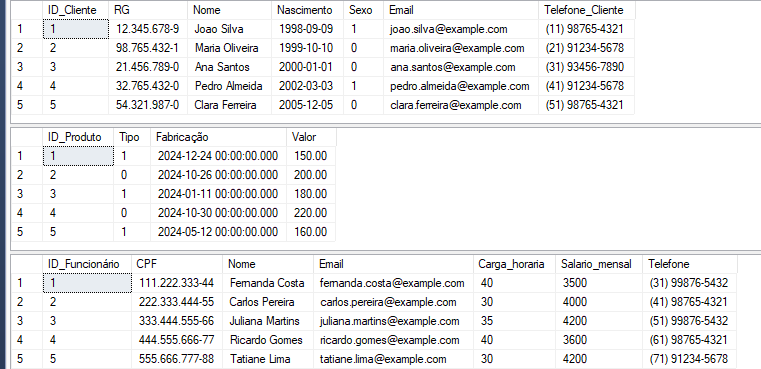 ID_Cliente RG Nome Nascimento Sexo Email Telefone_Cliente
1 1 12.345.678-9 Joao Silva 1998-09-09 1 joao.silva@example.com (11) 98765-4321
2 2 98.765.432-1 Maria Oliveira 1999-10-10 0 maria.oliveira@example.com (21) 91234-5678
3 3 21.456.789-0 Ana Santos 2000-01-01 0 ana.santos@example.com (31) 93456-7890
4 4 32.765.432-0 Pedro Almeida 2002-03-03 1 pedro.almeida@example.com (41) 91234-5678
5 5 54.321.987-0 Clara Ferreira 2005-12-05 0 clara.ferreira@example.com (51) 98765-4321
ID_Produto Tipo Fabricação Valor
1 1 1 2024-12-24 00:00:00.000 150.00
2 2 0 2024-10-26 00:00:00.000 200.00
3 3 1 2024-01-11 00:00:00.000 180.00
4 4 0 2024-10-30 00:00:00.000 220.00
5 5 1 2024-05-12 00:00:00.000 160.00
ID_Funcionário CPF Nome Email Carga_horaria Salario_mensal Telefone
1 1 111.222.333-44 Fernanda Costa fernanda.costa@example.com 40 3500 (31) 99876-5432
2 2 222.333.444-55 Carlos Pereira carlos.pereira@example.com 30 4000 (41) 98765-4321
3 3 333.444.555-66 Juliana Martins juliana.martins@example.com 35 4200 (51) 99876-5432
4 4 444.555.666-77 Ricardo Gomes ricardo.gomes@example.com 40 3600 (61) 98765-4321
5 5 555.666.777-88 Tatiane Lima tatiane.lima@example.com 30 4200 (71) 91234-5678